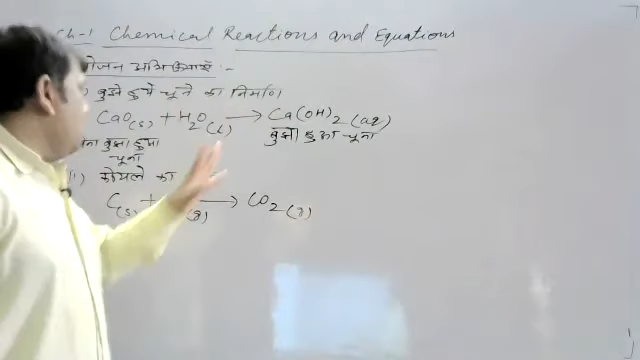 Ch-1 Chemical Reactions and Equations
योजन अभिक्रियाएँ :-
) बुझे हुये चूने का निर्माण
CaO(s) + H2O(l) → Ca(OH)2(aq)
बुझा हुआ बुझा हुआ चूना
चूना
(ii) कोयले का
C(s) + (g) → CO2(g)